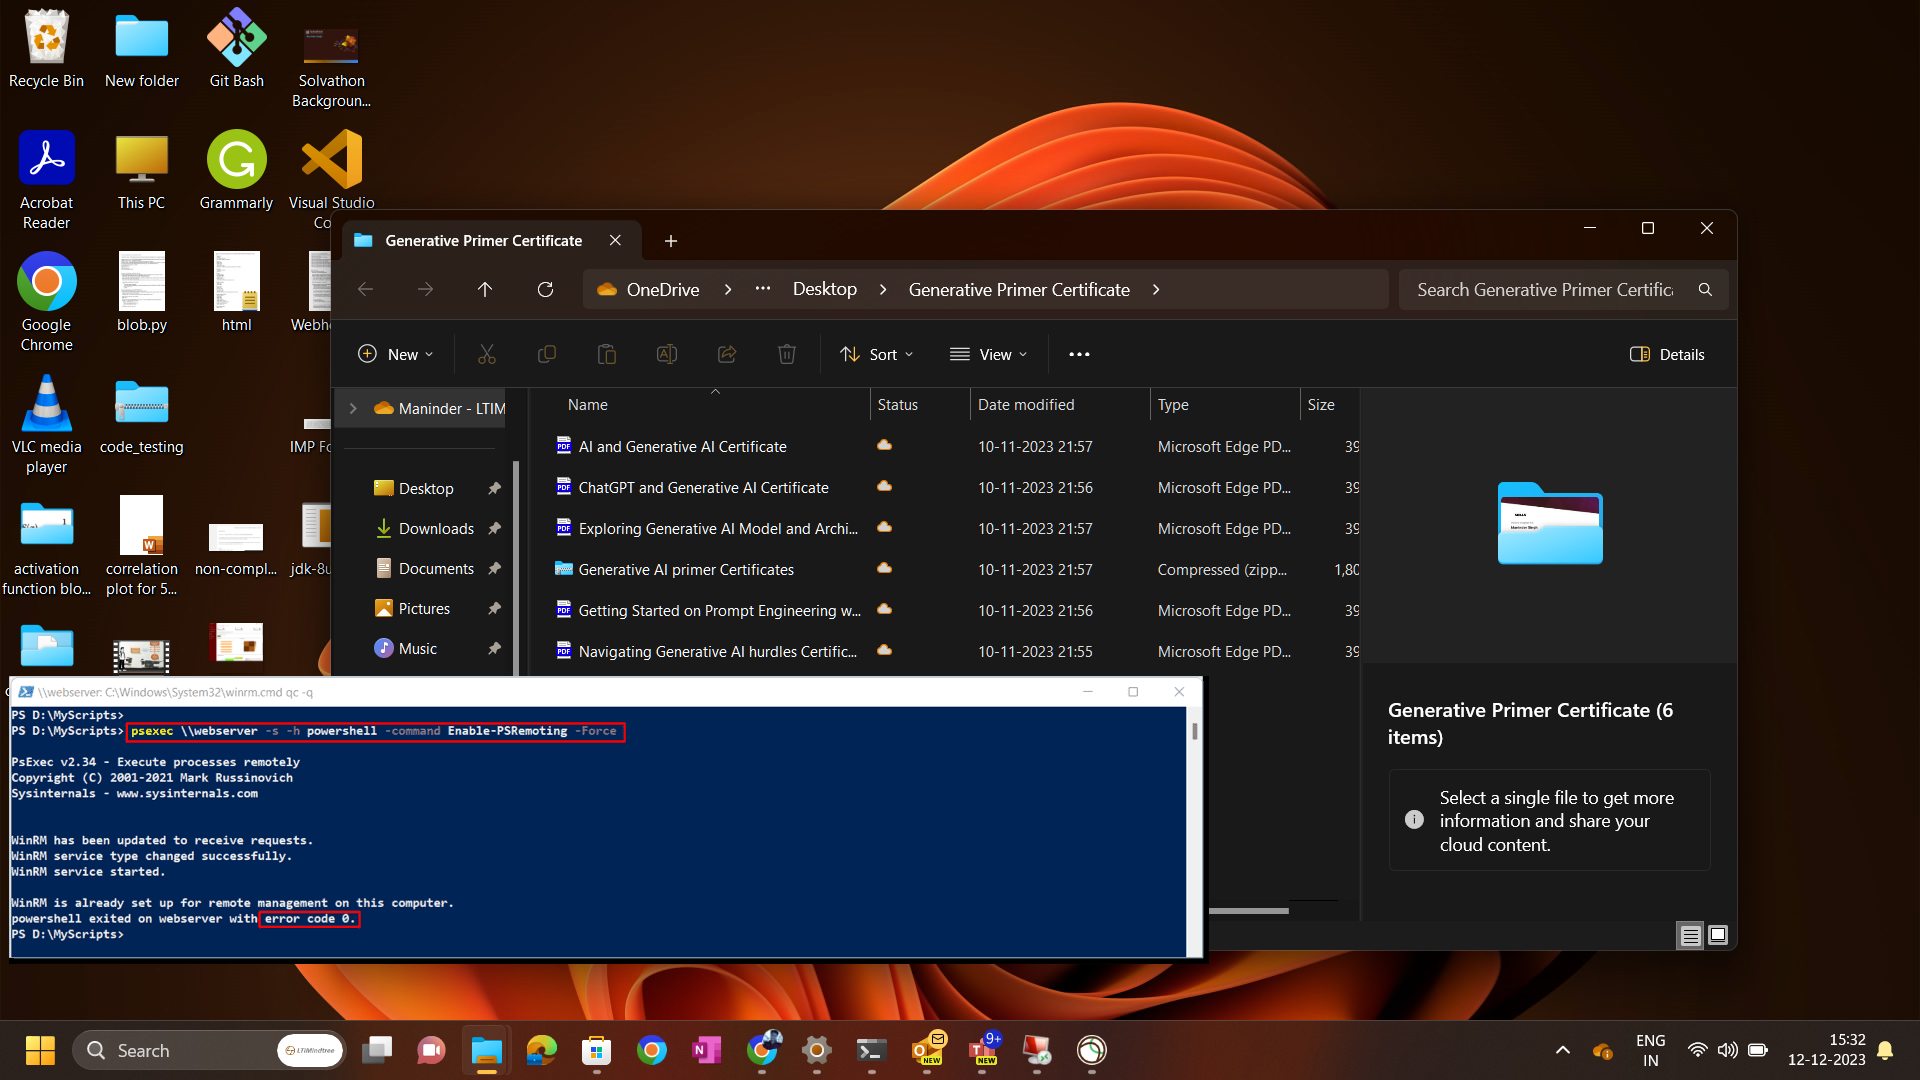 Recycle Bin
New folder
Git Bash
Solvathon
Backgroun...
Acrobat
Reader
This PC
Grammarly
Visual Studio
Co
Google
Chrome
blob.py
html
Webh
VLC media
player
code_testing
IMP Fo
activation
function blo...
correlation
plot for 5...
non-compl...
jdk-8u
Generative Primer Certificate
OneDrive
Desktop
Generative Primer Certificate
Search Generative Primer Certific
New
Sort
View
Details
Maninder - LTIM
Desktop
Downloads
Documents
Pictures
Music
Name Status Date modified Type Size
AI and Generative AI Certificate 10-11-2023 21:57 Microsoft Edge PD... 39
ChatGPT and Generative AI Certificate 10-11-2023 21:56 Microsoft Edge PD... 39
Exploring Generative AI Model and Archi... 10-11-2023 21:57 Microsoft Edge PD... 39
Generative AI primer Certificates 10-11-2023 21:57 Compressed (zipp... 1,80
Getting Started on Prompt Engineering w... 10-11-2023 21:56 Microsoft Edge PD... 39
Navigating Generative AI hurdles Certific... 10-11-2023 21:55 Microsoft Edge PD... 39
Generative Primer Certificate (6
items)
Select a single file to get more
information and share your
cloud content.
\\webserver: C:\Windows\System32\winrm.cmd qc -q
PS D:\MyScripts>
PS D:\MyScripts> psexec \\webserver -s -h powershell -command Enable-PSRemoting -Force
PsExec v2.34 - Execute processes remotely
Copyright (C) 2001-2021 Mark Russinovich
Sysinternals - www.sysinternals.com
WinRM has been updated to receive requests.
WinRM service type changed successfully.
WinRM service started.
WinRM is already set up for remote management on this computer.
powershell exited on webserver with error code 0.
PS D:\MyScripts>
Search
LTIMindtree
NEW
9+
NEW
ENG
IN
15:32
12-12-2023